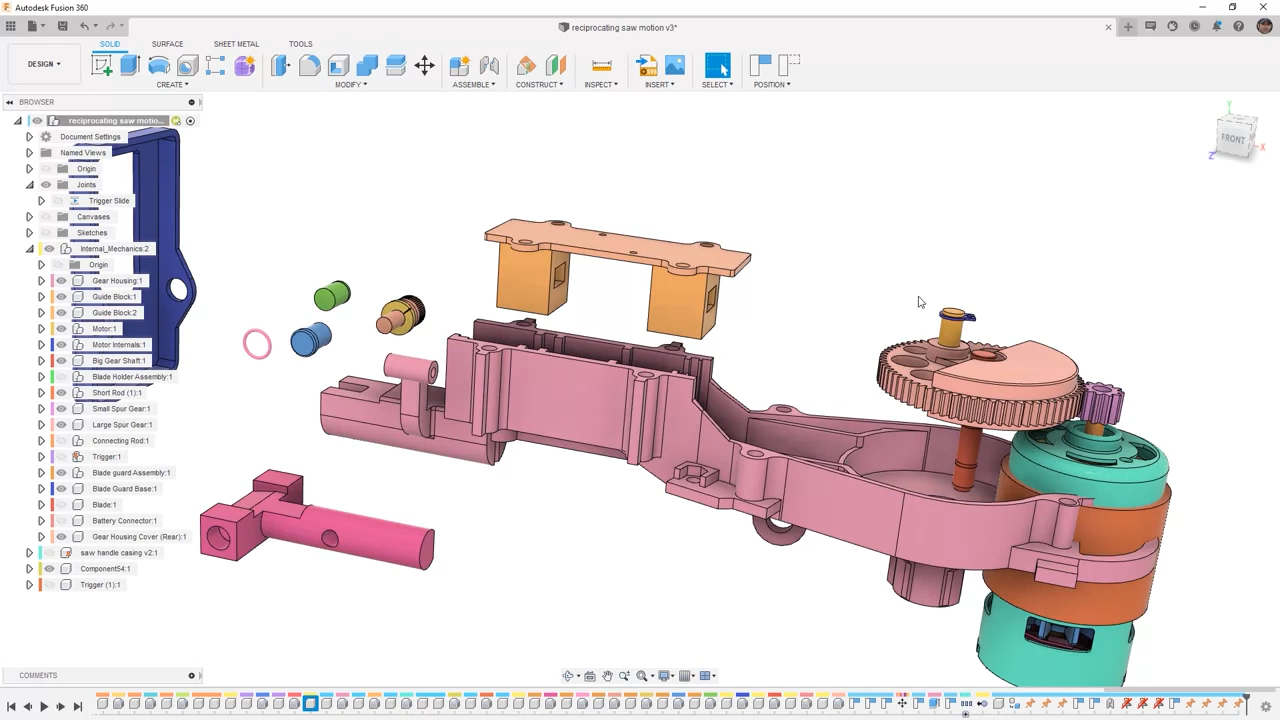 Autodesk Fusion 360
reciprocating saw motion v3*
SOLID
SURFACE
SHEET METAL
TOOLS
DESIGN
CREATE
MODIFY
ASSEMBLE
CONSTRUCT
INSPECT
INSERT
SELECT
POSITION
BROWSER
reciprocating saw motio...
Document Settings
Named Views
Origin
Joints
Trigger Slide
Canvases
Sketches
Internal_Mechanics:2
Origin
Gear Housing:1
Guide Block:1
Guide Block:2
Motor:1
Motor Internals:1
Big Gear Shaft:1
Blade Holder Assembly:1
Short Rod (1):1
Small Spur Gear:1
Large Spur Gear:1
Connecting Rod:1
Trigger:1
Blade guard Assembly:1
Blade Guard Base:1
Blade:1
Battery Connector:1
Gear Housing Cover (Rear):1
saw handle casing v2:1
Component54:1
Trigger (1):1
FRONT
Y
X
Z
COMMENTS